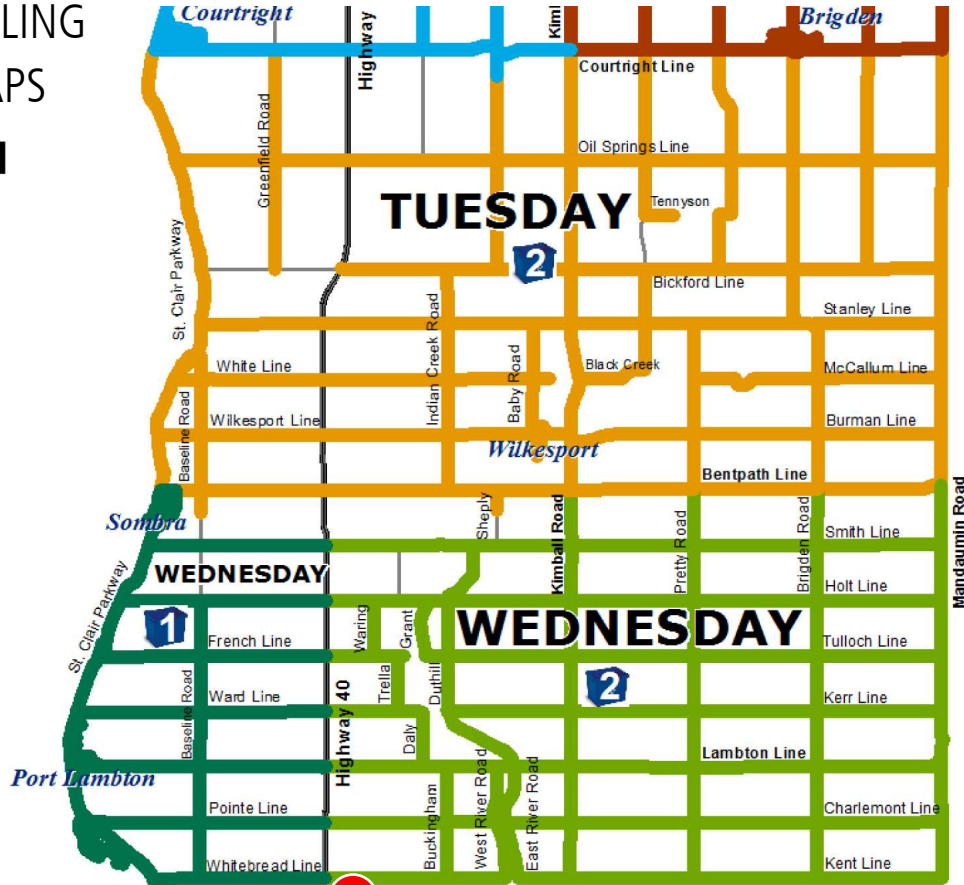 LING
APS
Courtright
Highway
Brigden
Courtright Line
Greenfield Road
Oil Springs Line
TUESDAY
Tennyson
2
St. Clair Parkway
Bickford Line
Stanley Line
Indian Creek Road
White Line
Baby Road
Black Creek
McCallum Line
Baseline Road
Wilkesport Line
Burman Line
Wilkesport
Bentpath Line
Sombra
Sheply
Kimball Road
Pretty Road
Brigden Road
Smith Line
Mandaumin Road
WEDNESDAY
Holt Line
St. Clair Parkway
1
French Line
Waring
Grant
WEDNESDAY
Tulloch Line
Baseline Road
Ward Line
Highway 40
Trella
Duthill
2
Kerr Line
Daly
Lambton Line
Port Lambton
Pointe Line
Buckingham
West River Road
East River Road
Charlemont Line
Whitebread Line
Kent Line